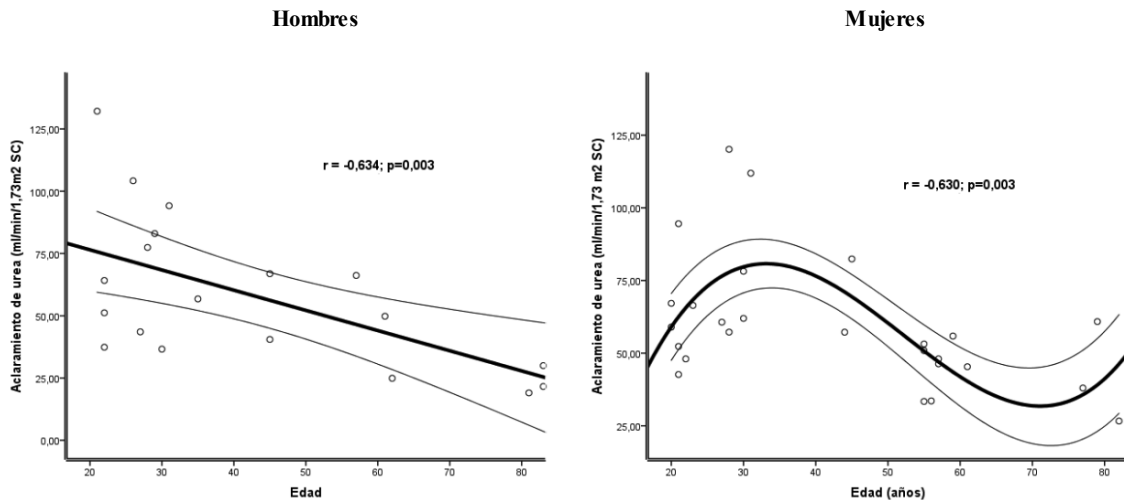 Hombres
Aclaramiento de urea (ml/min/1,73m2 SC)
125,00
100,00
75,00
50,00
25,00
0,00
r = -0,634; p=0,003
20 30 40 50 60 70 80
Edad
Mujeres
Aclaramiento de urea (ml/min/1,73 m2 SC)
125,00
100,00
75,00
50,00
25,00
r = -0,630; p=0,003
20 30 40 50 60 70 80
Edad (años)